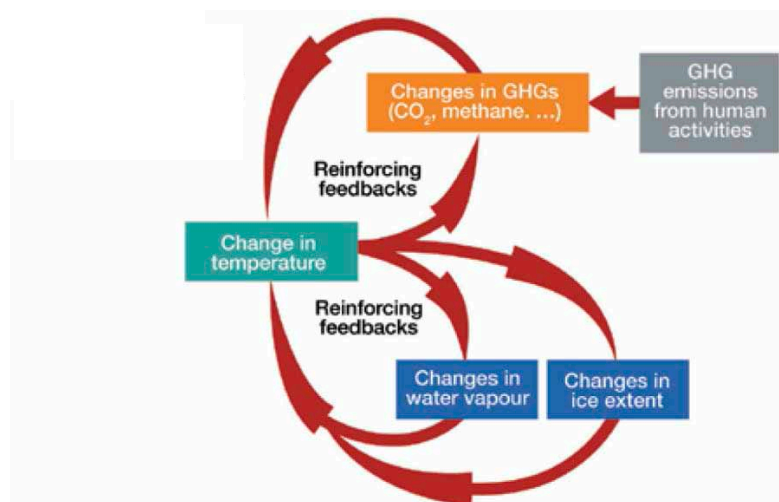 Changes in GHGs
(CO₂, methane. ...)
GHG
emissions
from human
activities
Reinforcing
feedbacks
Change in
temperature
Reinforcing
feedbacks
Changes in
water vapour
Changes in
ice extent